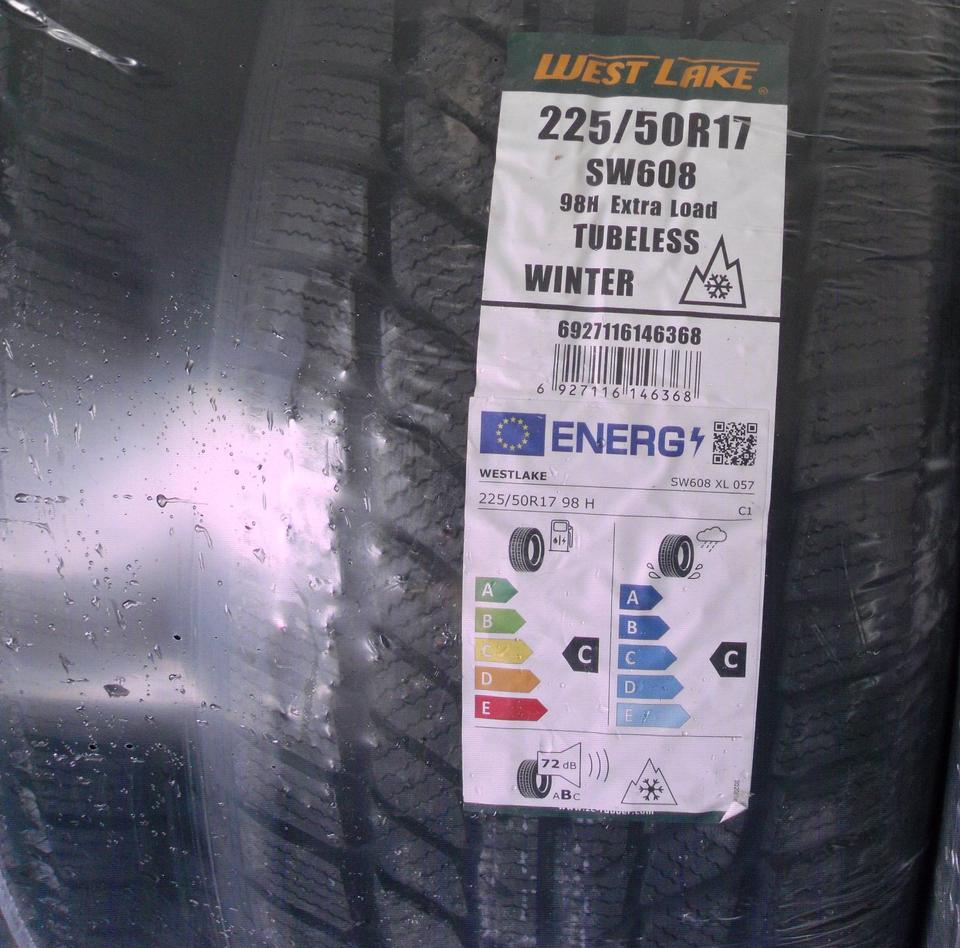 WEST LAKE®
225/50R17
SW608
98H Extra Load
TUBELESS
WINTER
6927116146368
6 927116 146368
ENERG
WESTLAKE
SW608 XL 057
225/50R17 98 H
C1
A
B
C
D
E
C
A
B
C
D
E
C
72 dB
ABC